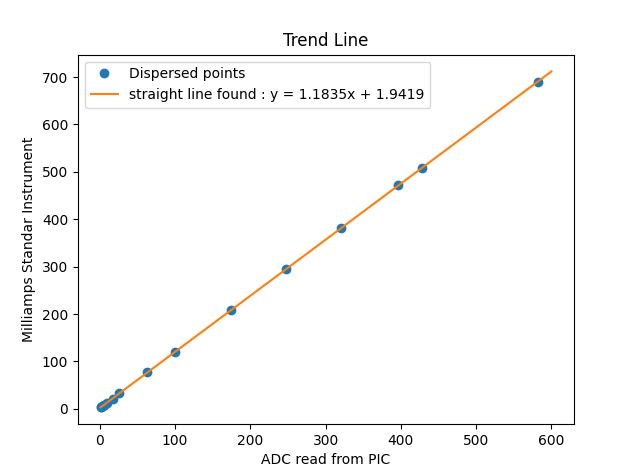 Trend Line
Dispersed points
straight line found : y = 1.1835x + 1.9419
Milliamps Standar Instrument
700
600
500
400
300
200
100
0
0 100 200 300 400 500 600
ADC read from PIC